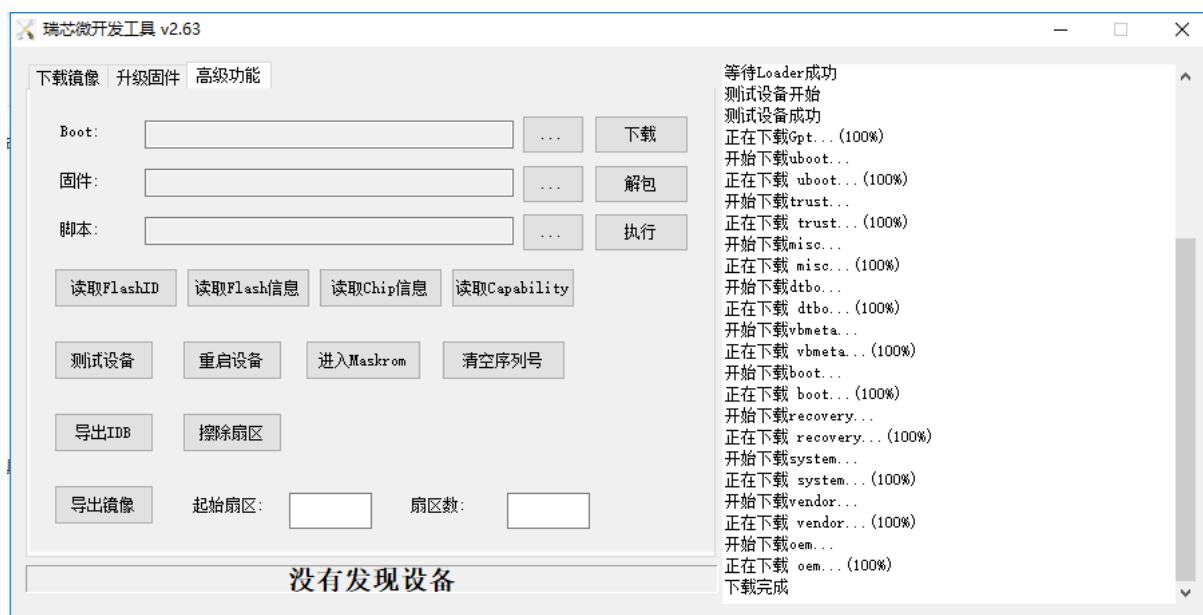 瑞芯微开发工具 v2.63
下载镜像 升级固件 高级功能
Boot: ... 下载
固件: ... 解包
脚本: ... 执行
读取FlashID 读取Flash信息 读取Chip信息 读取Capability
测试设备 重启设备 进入Maskrom 清空序列号
导出IDB 擦除扇区
导出镜像 起始扇区: 扇区数:
没有发现设备
等待Loader成功
测试设备开始
测试设备成功
正在下载Gpt...(100%)
开始下载uboot...
正在下载 uboot...(100%)
开始下载trust...
正在下载 trust...(100%)
开始下载misc...
正在下载 misc...(100%)
开始下载dtbo...
正在下载 dtbo...(100%)
开始下载vbmeta...
正在下载 vbmeta...(100%)
开始下载boot...
正在下载 boot...(100%)
开始下载recovery...
正在下载 recovery...(100%)
开始下载system...
正在下载 system...(100%)
开始下载vendor...
正在下载 vendor...(100%)
开始下载oem...
正在下载 oem...(100%)
下载完成